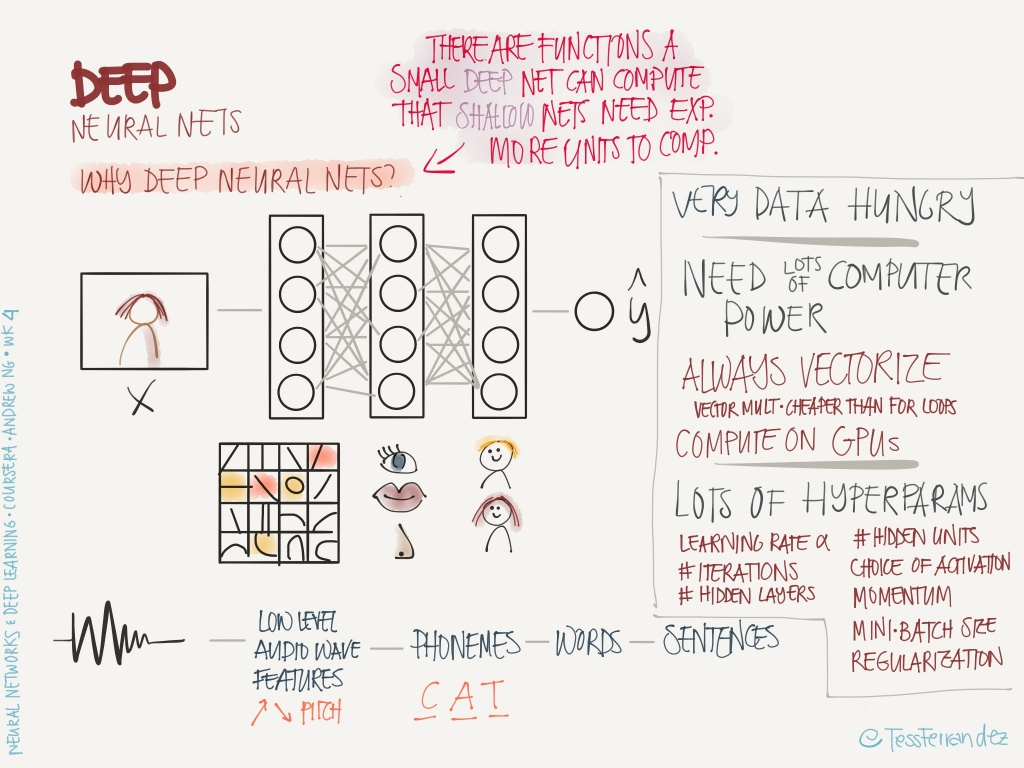 DEEP
NEURAL NETS
THERE ARE FUNCTIONS A
SMALL DEEP NET CAN COMPUTE
THAT SHALLOW NETS NEED EXP.
MORE UNITS TO COMP.
WHY DEEP NEURAL NETS?
X
ŷ
VERY DATA HUNGRY
NEED LOTS OF COMPUTER
POWER
ALWAYS VECTORIZE
VECTOR MULT · CHEAPER THAN FOR LOOPS
COMPUTE ON GPUs
LOTS OF HYPERPARAMS
LEARNING RATE α
# ITERATIONS
# HIDDEN LAYERS
# HIDDEN UNITS
CHOICE OF ACTIVATION
MOMENTUM
MINI-BATCH SIZE
REGULARIZATION
LOW LEVEL
AUDIO WAVE
FEATURES
↗ ↘ PITCH
PHONEMES
C A T
WORDS
SENTENCES
NEURAL NETWORKS & DEEP LEARNING · COURSERA · ANDREW NG · WK 4
@TessFerrandez